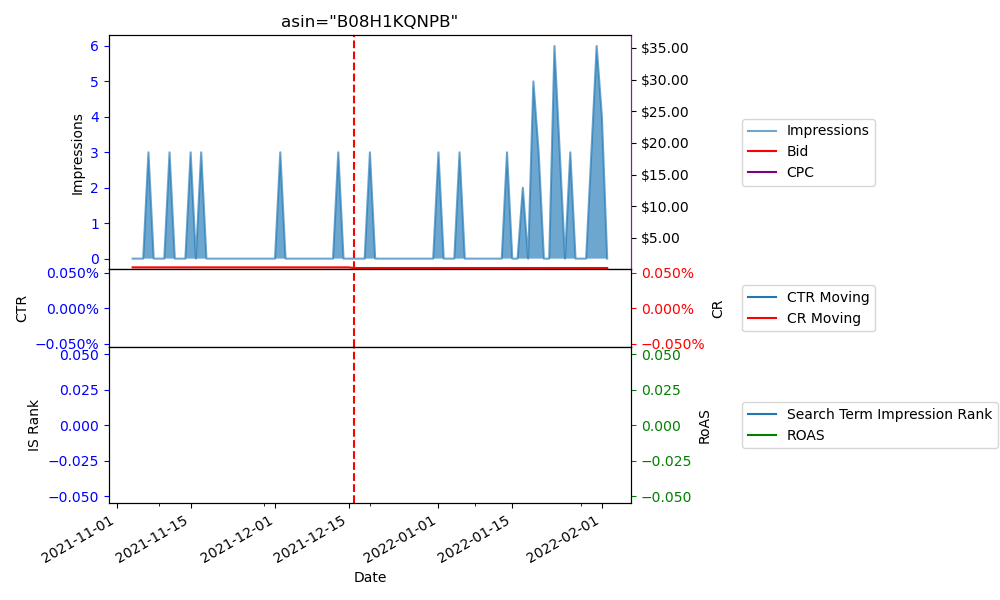 asin="B08H1KQNPB"
Impressions
6
5
4
3
2
1
0
$35.00
$30.00
$25.00
$20.00
$15.00
$10.00
$5.00
Impressions
Bid
CPC
CTR
0.050%
0.000%
−0.050%
0.050%
0.000%
−0.050%
CR
CTR Moving
CR Moving
IS Rank
0.050
0.025
0.000
−0.025
−0.050
0.050
0.025
0.000
−0.025
−0.050
RoAS
Search Term Impression Rank
ROAS
2021-11-01
2021-11-15
2021-12-01
2021-12-15
2022-01-01
2022-01-15
2022-02-01
Date